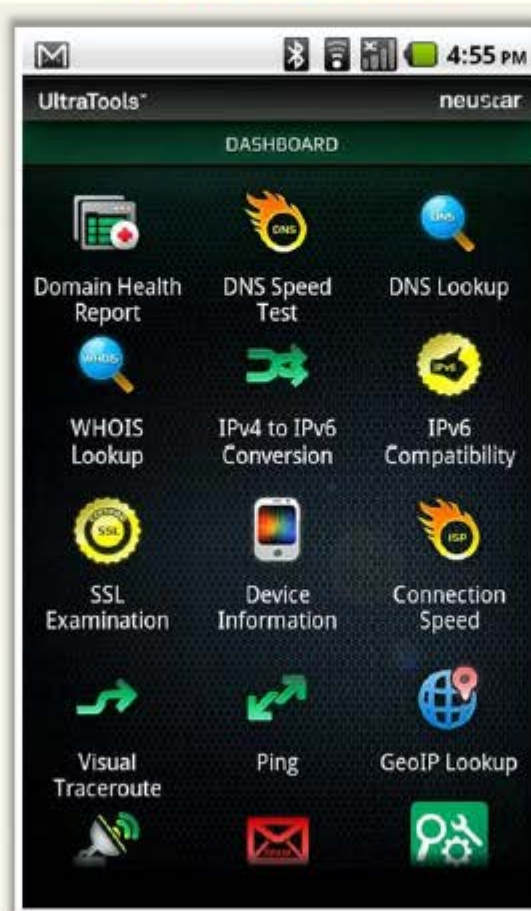 4:55 PM
UltraTools™ neustar
DASHBOARD
DNS DNS
Domain Health Report
DNS Speed Test
DNS Lookup
WHOIS IPv6
WHOIS Lookup
IPv4 to IPv6 Conversion
IPv6 Compatibility
SSL ISP
SSL Examination
Device Information
Connection Speed
Visual Traceroute
Ping
GeoIP Lookup